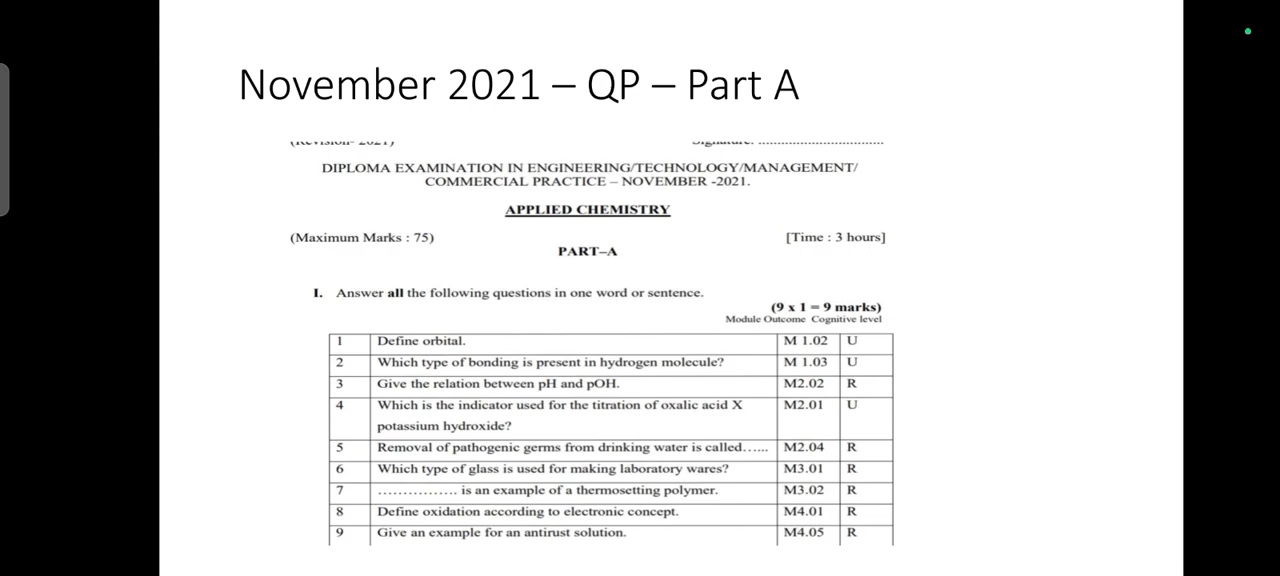 November 2021 – QP – Part A
DIPLOMA EXAMINATION IN ENGINEERING/TECHNOLOGY/MANAGEMENT/
COMMERCIAL PRACTICE – NOVEMBER -2021.
APPLIED CHEMISTRY
(Maximum Marks : 75) [Time : 3 hours]
PART–A
I. Answer all the following questions in one word or sentence.
(9 x 1 = 9 marks)
Module Outcome Cognitive level
1 Define orbital. M 1.02 U
2 Which type of bonding is present in hydrogen molecule? M 1.03 U
3 Give the relation between pH and pOH. M2.02 R
4 Which is the indicator used for the titration of oxalic acid X M2.01 U
potassium hydroxide?
5 Removal of pathogenic germs from drinking water is called…... M2.04 R
6 Which type of glass is used for making laboratory wares? M3.01 R
7 ................ is an example of a thermosetting polymer. M3.02 R
8 Define oxidation according to electronic concept. M4.01 R
9 Give an example for an antirust solution. M4.05 R